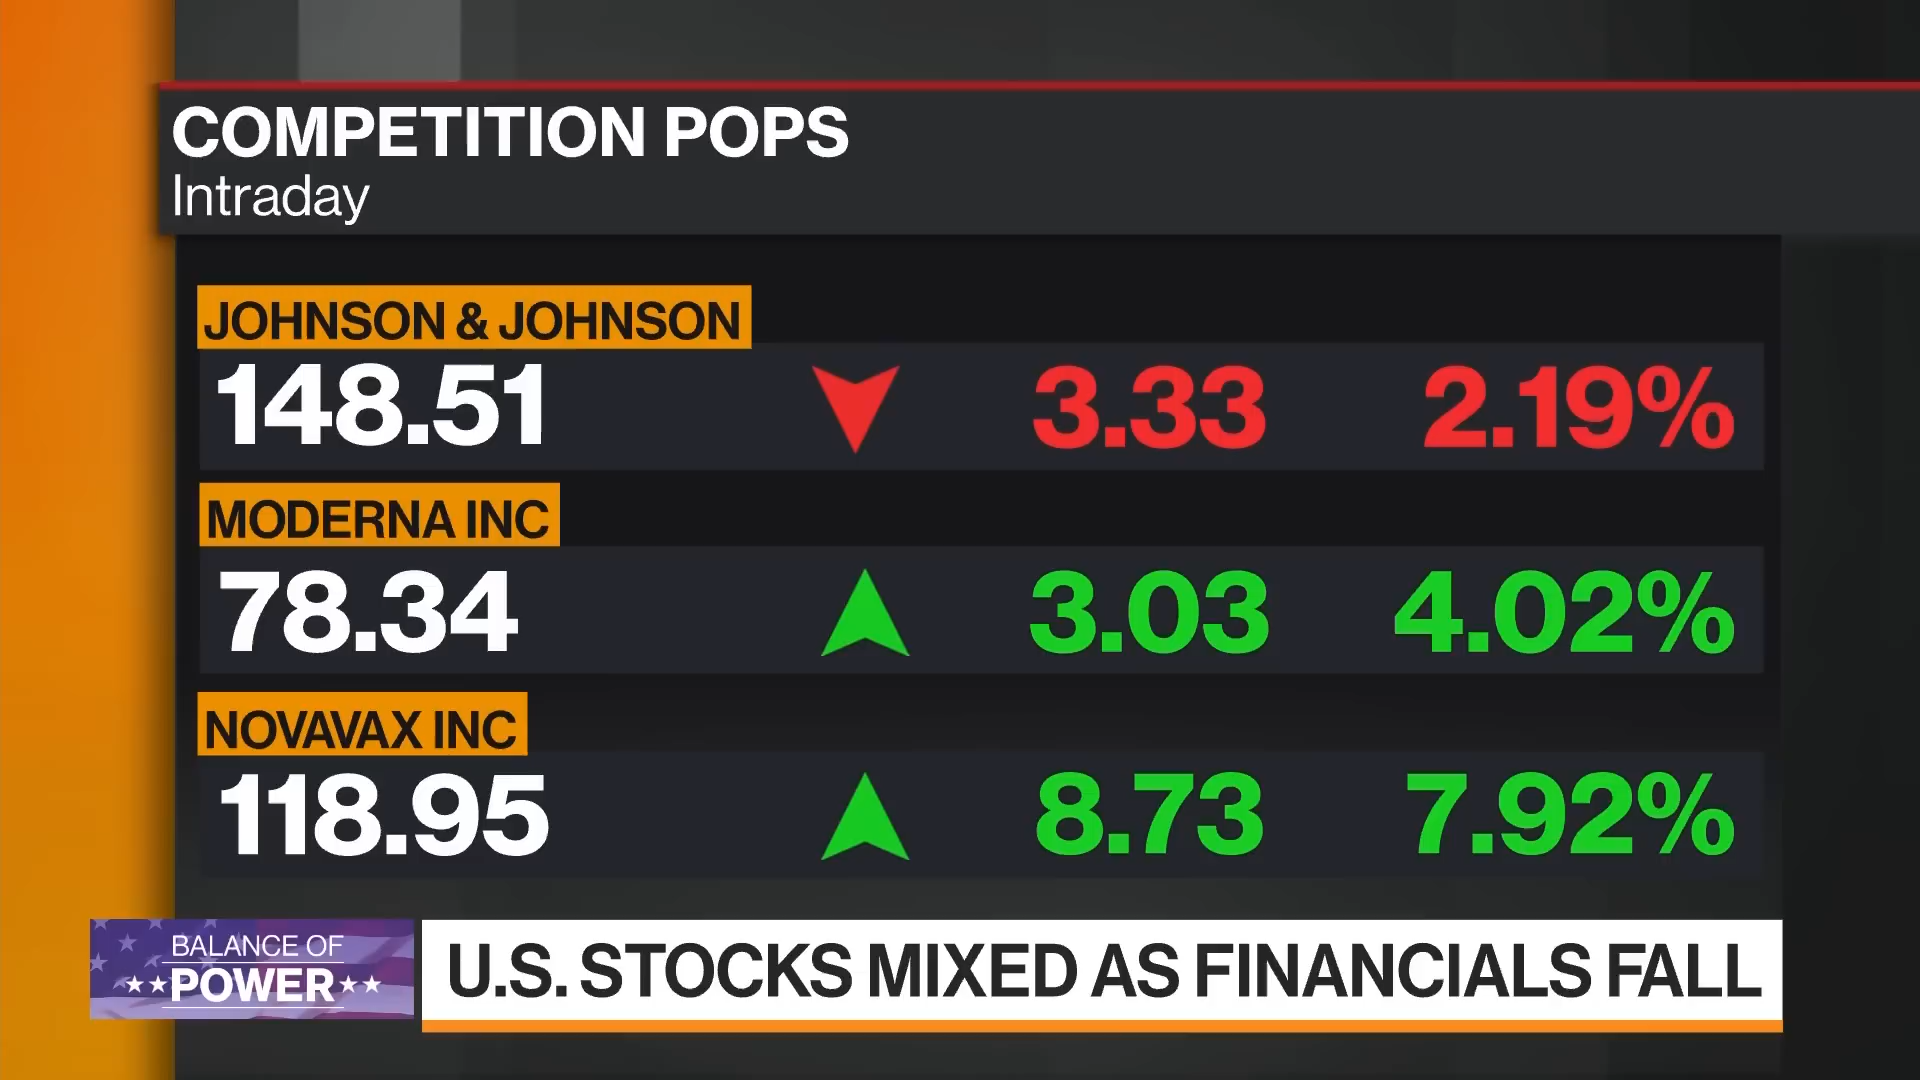 COMPETITION POPS
Intraday
JOHNSON & JOHNSON
148.51 3.33 2.19%
MODERNA INC
78.34 3.03 4.02%
NOVAVAX INC
118.95 8.73 7.92%
BALANCE OF
POWER
U.S. STOCKS MIXED AS FINANCIALS FALL